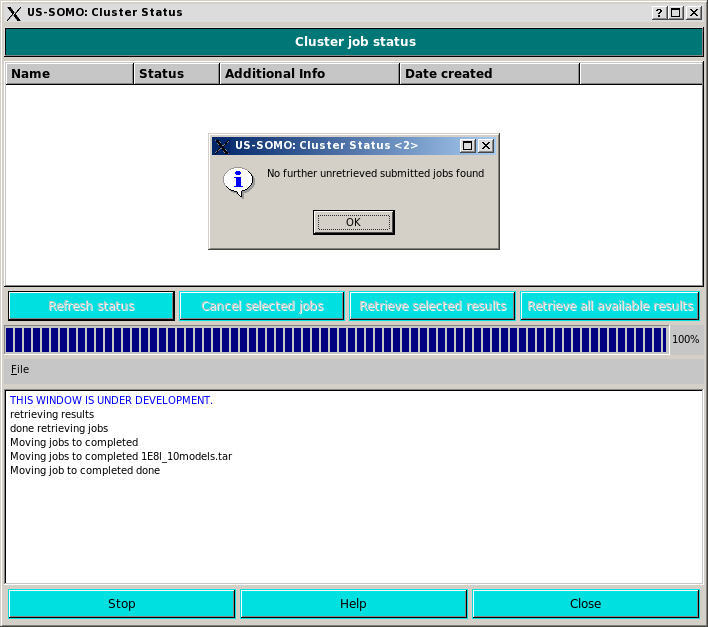 US-SOMO: Cluster Status
?
Cluster job status
Name Status Additional Info Date created
US-SOMO: Cluster Status <2>
i
No further unretrieved submitted jobs found
OK
Refresh status Cancel selected jobs Retrieve selected results Retrieve all available results
100%
File
THIS WINDOW IS UNDER DEVELOPMENT.
retrieving results
done retrieving jobs
Moving jobs to completed
Moving jobs to completed 1E8l_10models.tar
Moving job to completed done
Stop Help Close